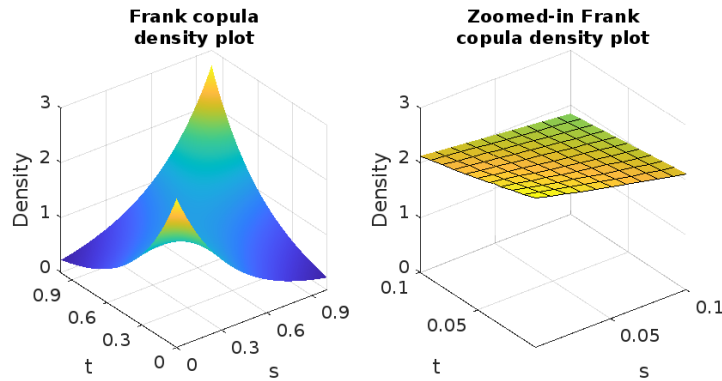 Frank copula
density plot
3
2
1
0
Density
0.9
0.6
0.3
0
t
0
0.3
0.6
0.9
s
Zoomed-in Frank
copula density plot
3
2
1
0
Density
0.1
0.05
t
0.05
0.1
s